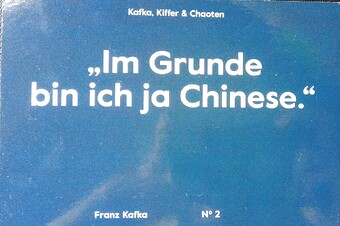 Kafka, Kiffer & Chaoten
„Im Grunde
bin ich ja Chinese.“
Franz Kafka Nº 2